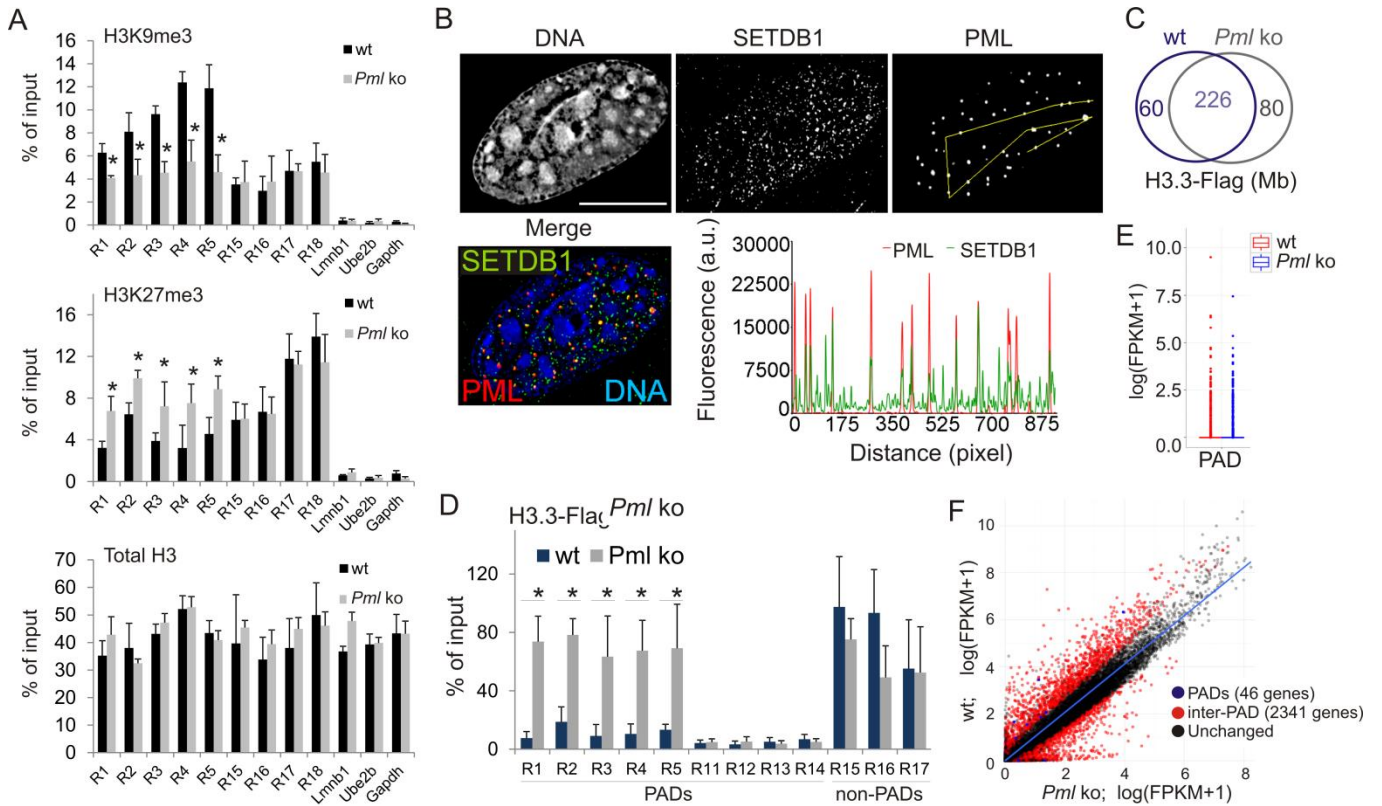 A
H3K9me3
% of input
16
14
12
10
8
6
4
2
0
wt
Pml ko
R1 R2 R3 R4 R5 R15 R16 R17 R18 Lmnb1 Ube2b Gapdh
* * * * *
H3K27me3
% of input
16
12
8
4
0
wt
Pml ko
* * * * *
R1 R2 R3 R4 R5 R15 R16 R17 R18 Lmnb1 Ube2b Gapdh
Total H3
% of input
70
60
50
40
30
20
10
0
wt
Pml ko
R1 R2 R3 R4 R5 R15 R16 R17 R18 Lmnb1 Ube2b Gapdh
B
DNA SETDB1 PML
Merge
SETDB1
PML DNA
Fluorescence (a.u.)
30000
22500
15000
7500
0
PML SETDB1
0 175 350 525 700 875
Distance (pixel)
C
wt Pml ko
60 226 80
H3.3-Flag (Mb)
D
H3.3-Flag Pml ko
wt Pml ko
% of input
120
80
40
0
* * * * *
R1 R2 R3 R4 R5 R11 R12 R13 R14 R15 R16 R17
PADs non-PADs
E
log(FPKM+1)
10.0
7.5
5.0
2.5
0.0
wt
Pml ko
PAD
F
wt; log(FPKM+1)
10
8
6
4
2
0
PADs (46 genes)
inter-PAD (2341 genes)
Unchanged
0 2 4 6 8
Pml ko; log(FPKM+1)